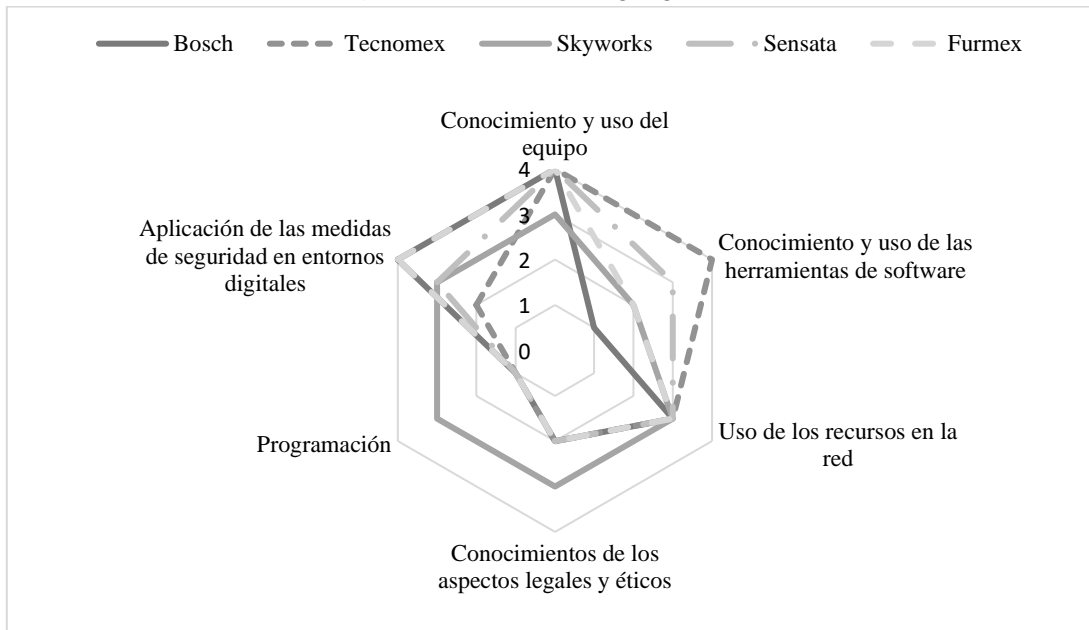 Bosch Tecnomex Skyworks Sensata Furmex
Conocimiento y uso del
equipo
4
3
2
1
0
Conocimiento y uso de las
herramientas de software
Uso de los recursos en la
red
Conocimientos de los
aspectos legales y éticos
Programación
Aplicación de las medidas
de seguridad en entornos
digitales